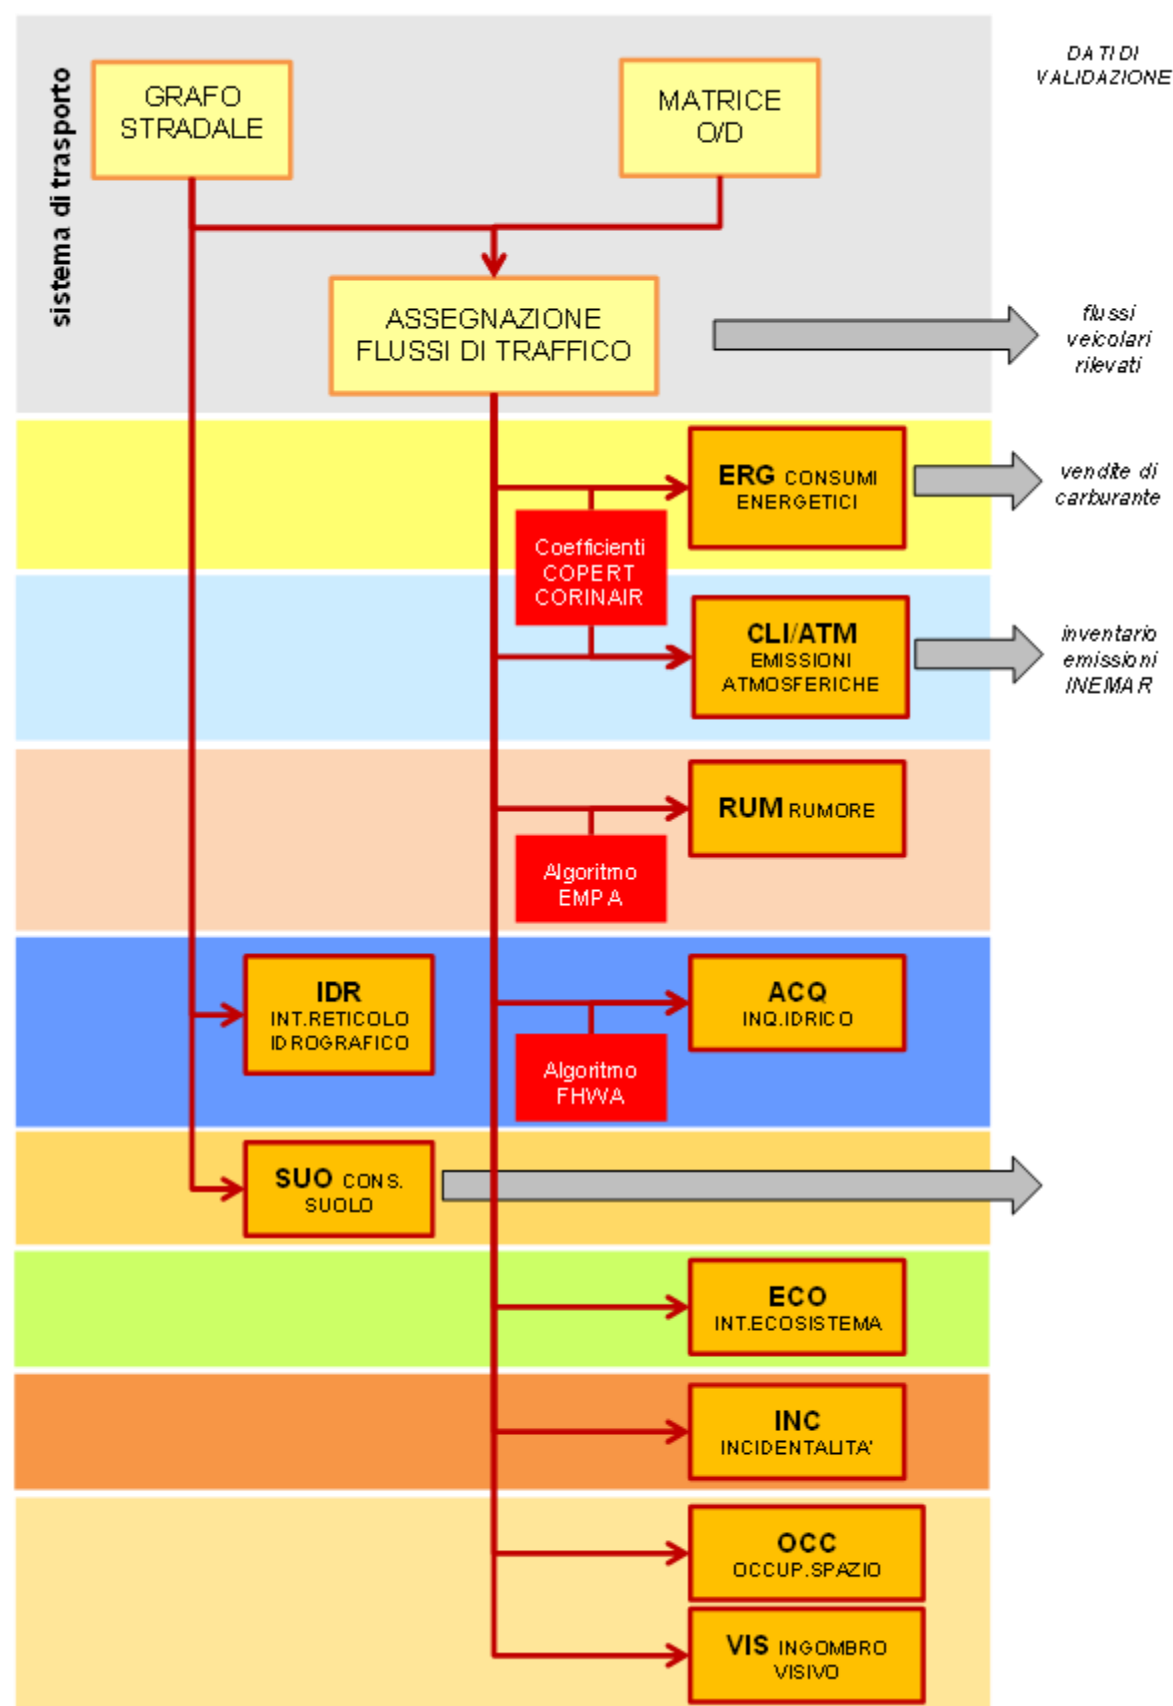 DATI DI
VALIDAZIONE
sistema di trasporto
GRAFO
STRADALE
MATRICE
O/D
ASSEGNAZIONE
FLUSSI DI TRAFFICO
flussi
veicolari
rilevati
ERG CONSUMI
ENERGETICI
vendite di
carburante
Coefficienti
COPERT
CORINAIR
CLI/ATM
EMISSIONI
ATMOSFERICHE
inventario
emissioni
INEMAR
RUM RUMORE
Algoritmo
EMPA
IDR
INT.RETICOLO
IDROGRAFICO
ACQ
INQ.IDRICO
Algoritmo
FHWA
SUO CONS.
SUOLO
ECO
INT.ECOSISTEMA
INC
INCIDENTALITA'
OCC
OCCUP.SPAZIO
VIS INGOMBRO
VISIVO